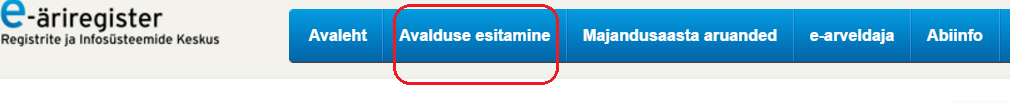 e-äriregister
Registrite ja Infosüsteemide Keskus
Avaleht Avalduse esitamine Majandusaasta aruanded e-arveldaja Abiinfo